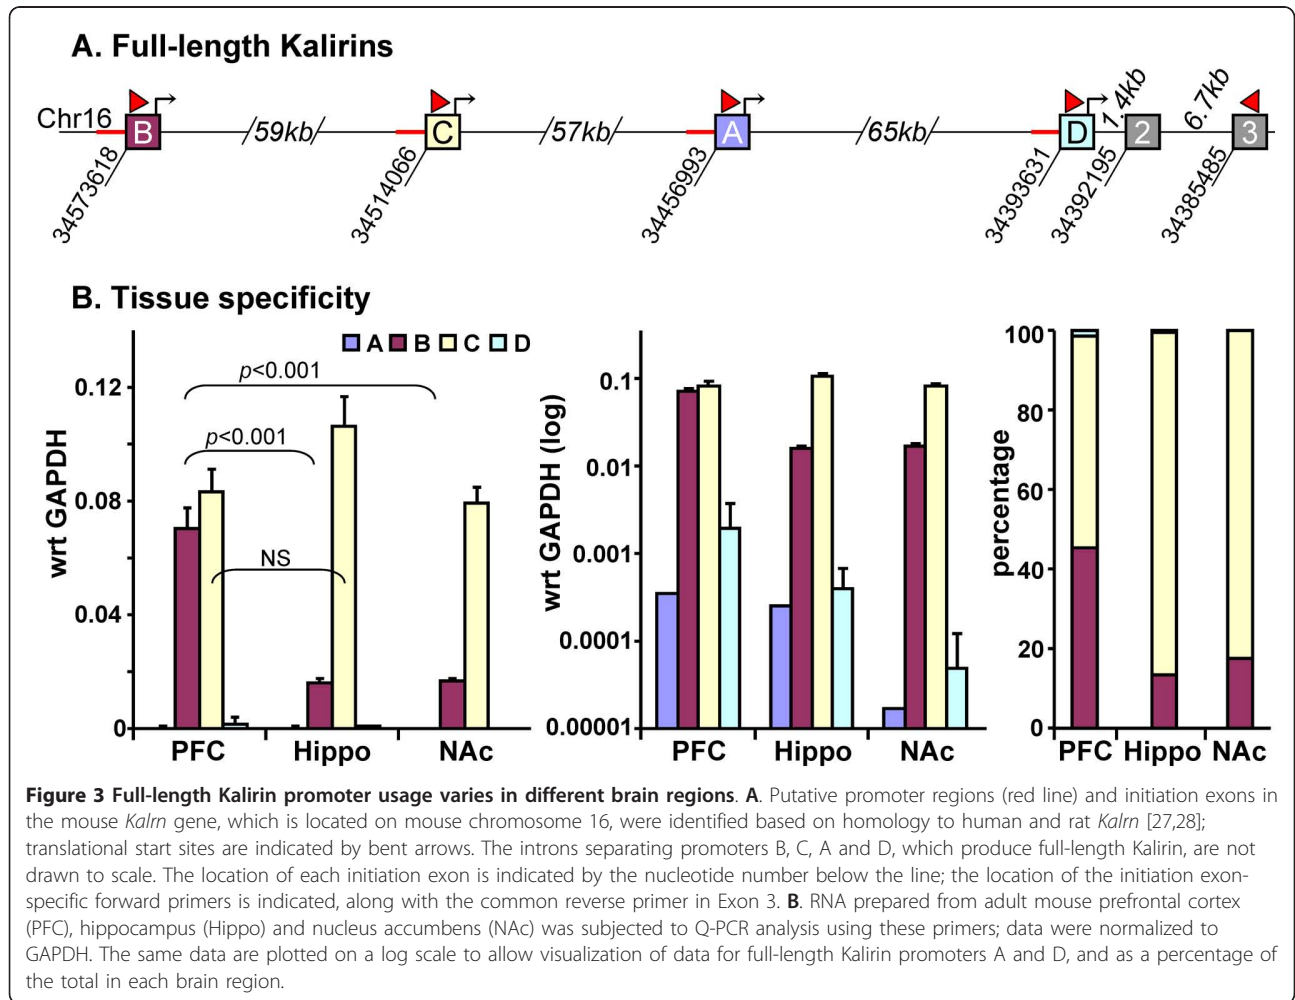 A. Full-length Kalirins
Chr16
B
59kb
C
57kb
A
65kb
D
1.4kb
2
6.7kb
3
34573618
34514066
34456993
34393631
34392195
34385485
B. Tissue specificity
A B C D
wrt GAPDH
0.12
0.08
0.04
0
p<0.001
p<0.001
NS
PFC Hippo NAc
wrt GAPDH (log)
0.1
0.01
0.001
0.0001
0.00001
PFC Hippo NAc
percentage
100
80
60
40
20
0
PFC Hippo NAc
Figure 3 Full-length Kalirin promoter usage varies in different brain regions. A. Putative promoter regions (red line) and initiation exons in
the mouse Kalrn gene, which is located on mouse chromosome 16, were identified based on homology to human and rat Kalrn [27,28];
translational start sites are indicated by bent arrows. The introns separating promoters B, C, A and D, which produce full-length Kalirin, are not
drawn to scale. The location of each initiation exon is indicated by the nucleotide number below the line; the location of the initiation exon-
specific forward primers is indicated, along with the common reverse primer in Exon 3. B. RNA prepared from adult mouse prefrontal cortex
(PFC), hippocampus (Hippo) and nucleus accumbens (NAc) was subjected to Q-PCR analysis using these primers; data were normalized to
GAPDH. The same data are plotted on a log scale to allow visualization of data for full-length Kalirin promoters A and D, and as a percentage of
the total in each brain region.